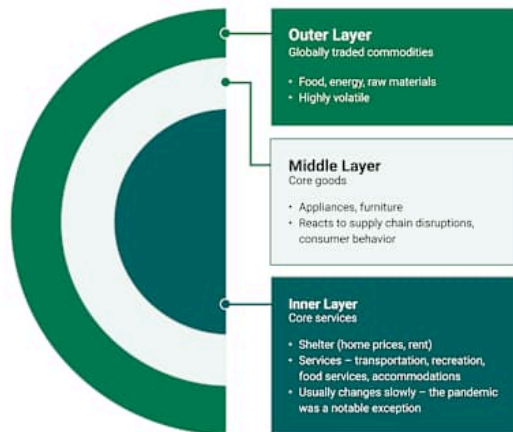 Outer Layer
Globally traded commodities
• Food, energy, raw materials
• Highly volatile
Middle Layer
Core goods
• Appliances, furniture
• Reacts to supply chain disruptions,
consumer behavior
Inner Layer
Core services
• Shelter (home prices, rent)
• Services – transportation, recreation,
food services, accommodations
• Usually changes slowly – the pandemic
was a notable exception